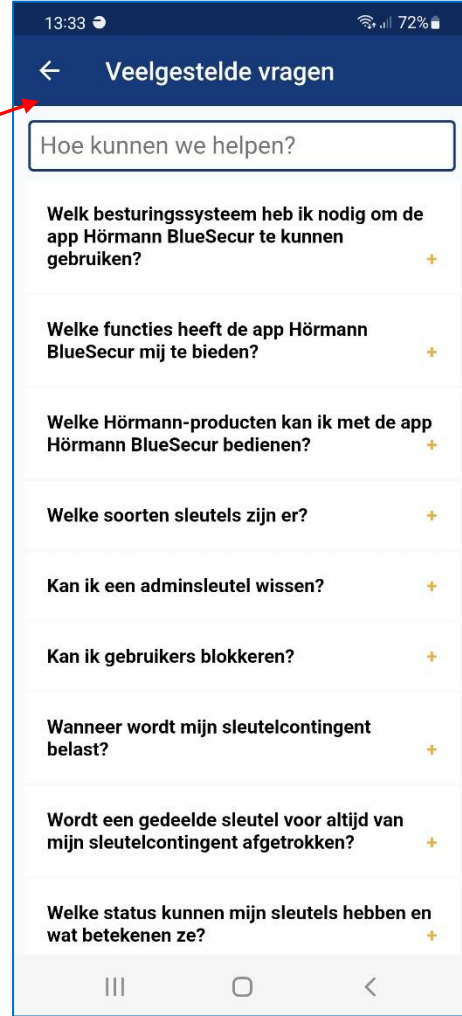 13:33 72%
Veelgestelde vragen
Hoe kunnen we helpen?
Welk besturingssysteem heb ik nodig om de
app Hörmann BlueSecur te kunnen
gebruiken? +
Welke functies heeft de app Hörmann
BlueSecur mij te bieden? +
Welke Hörmann-producten kan ik met de app
Hörmann BlueSecur bedienen? +
Welke soorten sleutels zijn er? +
Kan ik een adminsleutel wissen? +
Kan ik gebruikers blokkeren? +
Wanneer wordt mijn sleutelcontingent
belast? +
Wordt een gedeelde sleutel voor altijd van
mijn sleutelcontingent afgetrokken? +
Welke status kunnen mijn sleutels hebben en
wat betekenen ze? +